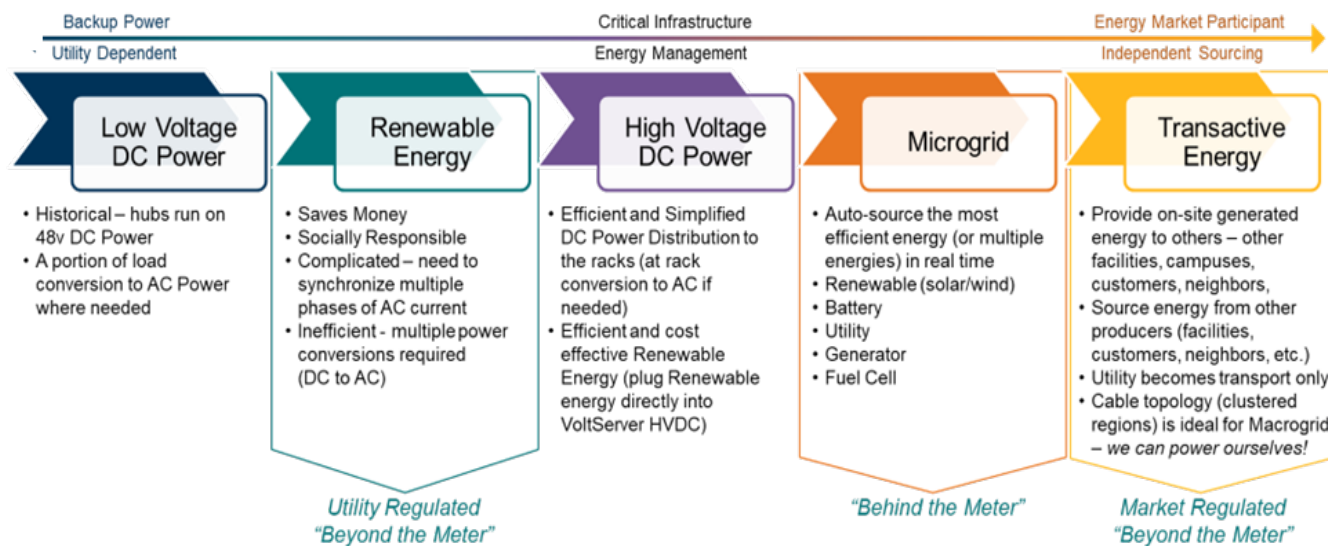 Backup Power
Critical Infrastructure
Energy Market Participant
Utility Dependent
Energy Management
Independent Sourcing
Low Voltage
DC Power
Renewable
Energy
High Voltage
DC Power
Microgrid
Transactive
Energy
• Historical – hubs run on
48v DC Power
• A portion of load
conversion to AC Power
where needed
• Saves Money
• Socially Responsible
• Complicated – need to
synchronize multiple
phases of AC current
• Inefficient - multiple power
conversions required
(DC to AC)
• Efficient and Simplified
DC Power Distribution to
the racks (at rack
conversion to AC if
needed)
• Efficient and cost
effective Renewable
Energy (plug Renewable
energy directly into
VoltServer HVDC)
• Auto-source the most
efficient energy (or multiple
energies) in real time
• Renewable (solar/wind)
• Battery
• Utility
• Generator
• Fuel Cell
• Provide on-site generated
energy to others – other
facilities, campuses,
customers, neighbors,
• Source energy from other
producers (facilities,
customers, neighbors, etc.)
• Utility becomes transport only
• Cable topology (clustered
regions) is ideal for Macrogrid
– we can power ourselves!
Utility Regulated
“Beyond the Meter”
“Behind the Meter”
Market Regulated
“Beyond the Meter”